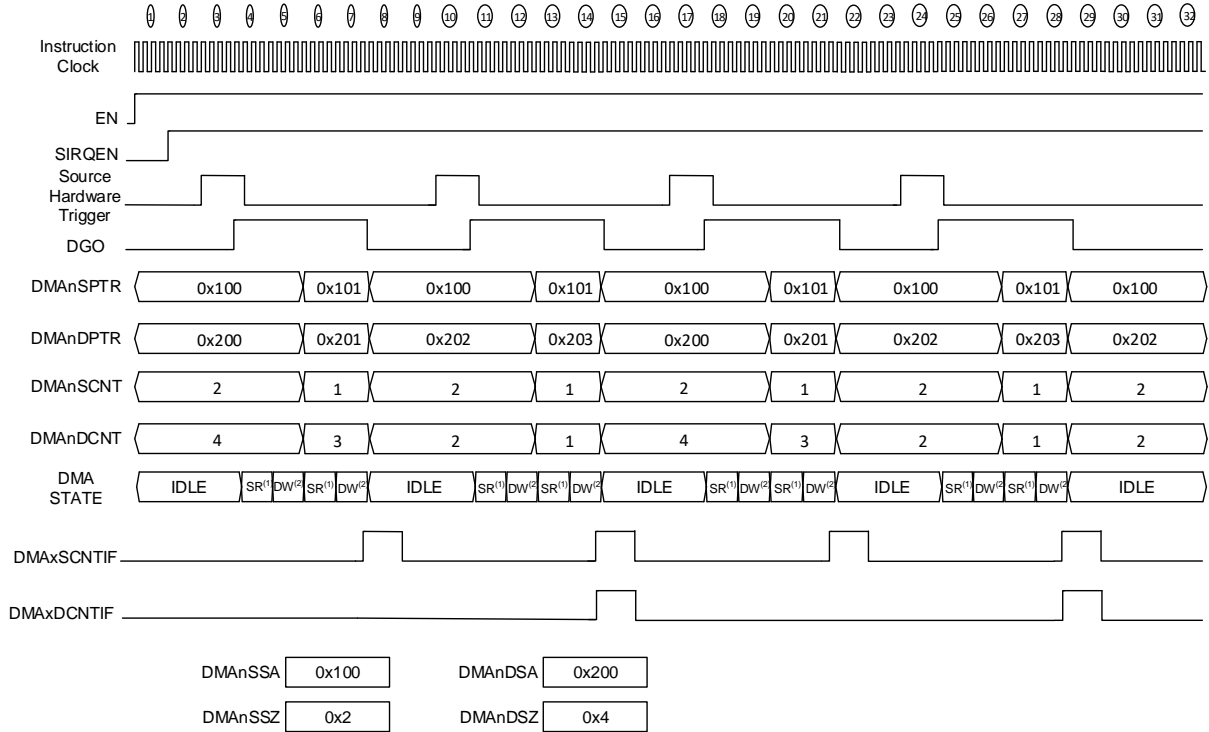 1 2 3 4 5 6 7 8 9 10 11 12 13 14 15 16 17 18 19 20 21 22 23 24 25 26 27 28 29 30 31 32
Instruction
Clock
EN
SIRQEN
Source
Hardware
Trigger
DGO
DMAnSPTR 0x100 0x101 0x100 0x101 0x100 0x101 0x100 0x101 0x100
DMAnDPTR 0x200 0x201 0x202 0x203 0x200 0x201 0x202 0x203 0x202
DMAnSCNT 2 1 2 1 2 1 2 1 2
DMAnDCNT 4 3 2 1 4 3 2 1 2
DMA
STATE
IDLE SR(1) DW(2) SR(1) DW(2) IDLE SR(1) DW(2) SR(1) DW(2) IDLE SR(1) DW(2) SR(1) DW(2) IDLE SR(1) DW(2) SR(1) DW(2 IDLE
DMAxSCNTIF
DMAxDCNTIF
DMAnSSA 0x100 DMAnDSA 0x200
DMAnSSZ 0x2 DMAnDSZ 0x4